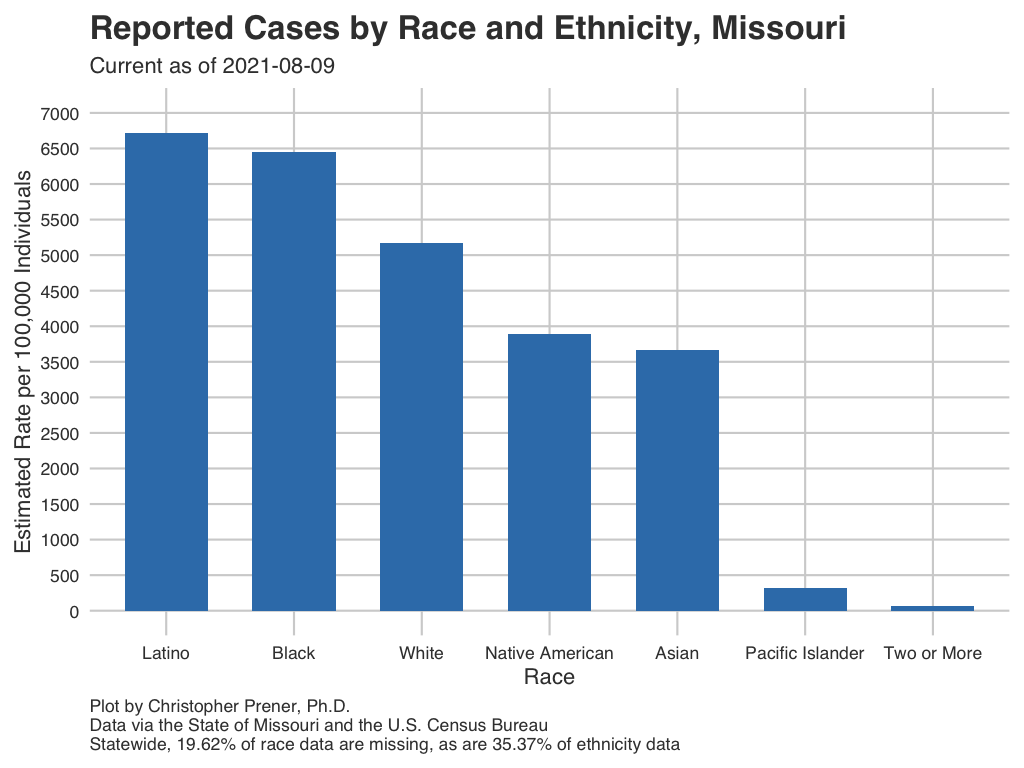 Reported Cases by Race and Ethnicity, Missouri
Current as of 2021-08-09
Estimated Rate per 100,000 Individuals
7000
6500
6000
5500
5000
4500
4000
3500
3000
2500
2000
1500
1000
500
0
Latino Black White Native American Asian Pacific Islander Two or More
Race
Plot by Christopher Prener, Ph.D.
Data via the State of Missouri and the U.S. Census Bureau
Statewide, 19.62% of race data are missing, as are 35.37% of ethnicity data